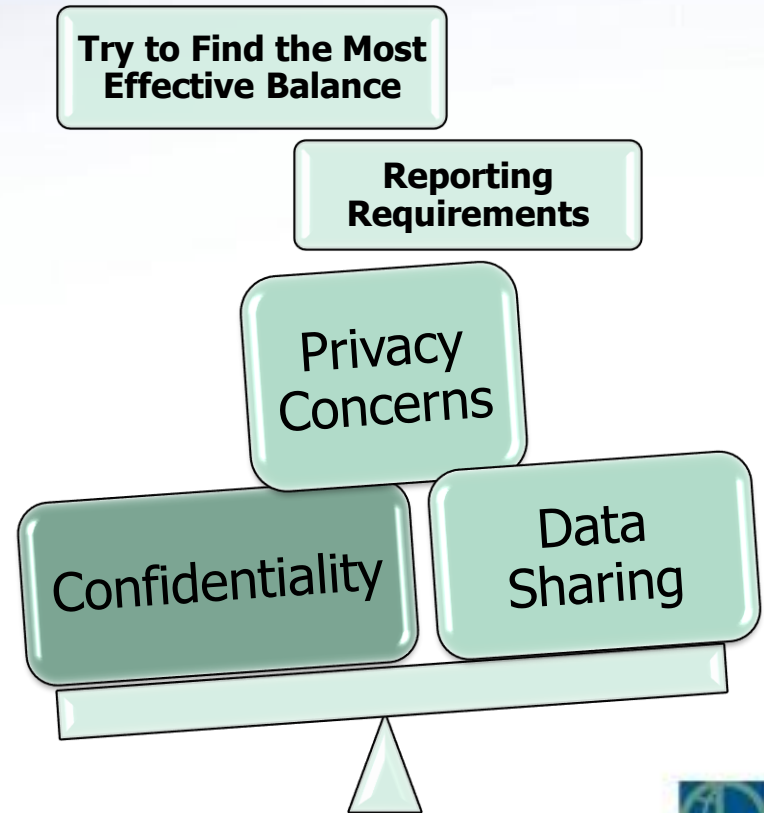 Try to Find the Most
Effective Balance
Reporting
Requirements
Privacy
Concerns
Confidentiality
Data
Sharing